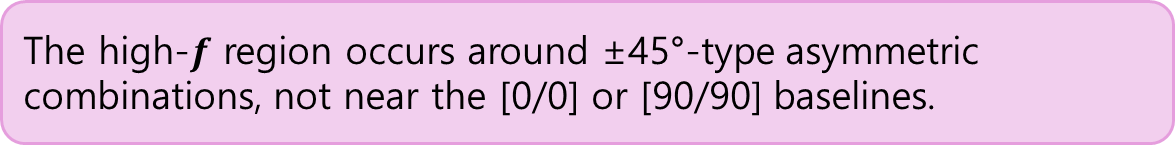 The high-f region occurs around ±45°-type asymmetric
combinations, not near the [0/0] or [90/90] baselines.